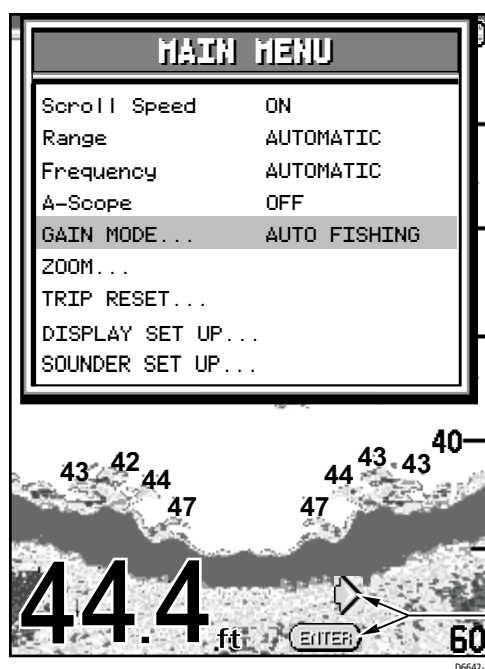 MAIN MENU
Scroll Speed ON
Range AUTOMATIC
Frequency AUTOMATIC
A-Scope OFF
GAIN MODE... AUTO FISHING
ZOOM...
TRIP RESET...
DISPLAY SET UP...
SOUNDER SET UP...
40
43 42 44 47 47 44 43 43
44.4 ft
ENTER
60
D6642-